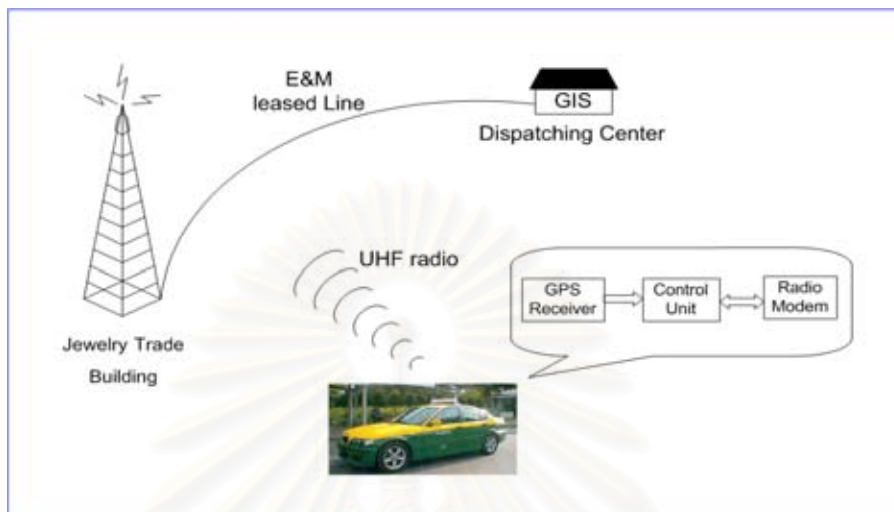 E&M
leased Line
GIS
Dispatching Center
UHF radio
GPS
Receiver
Control
Unit
Radio
Modem
Jewelry Trade
Building